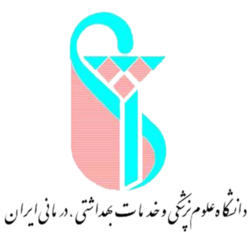 دانشگاه علوم پزشکی و خدمات بهداشتی، درمانی ایران